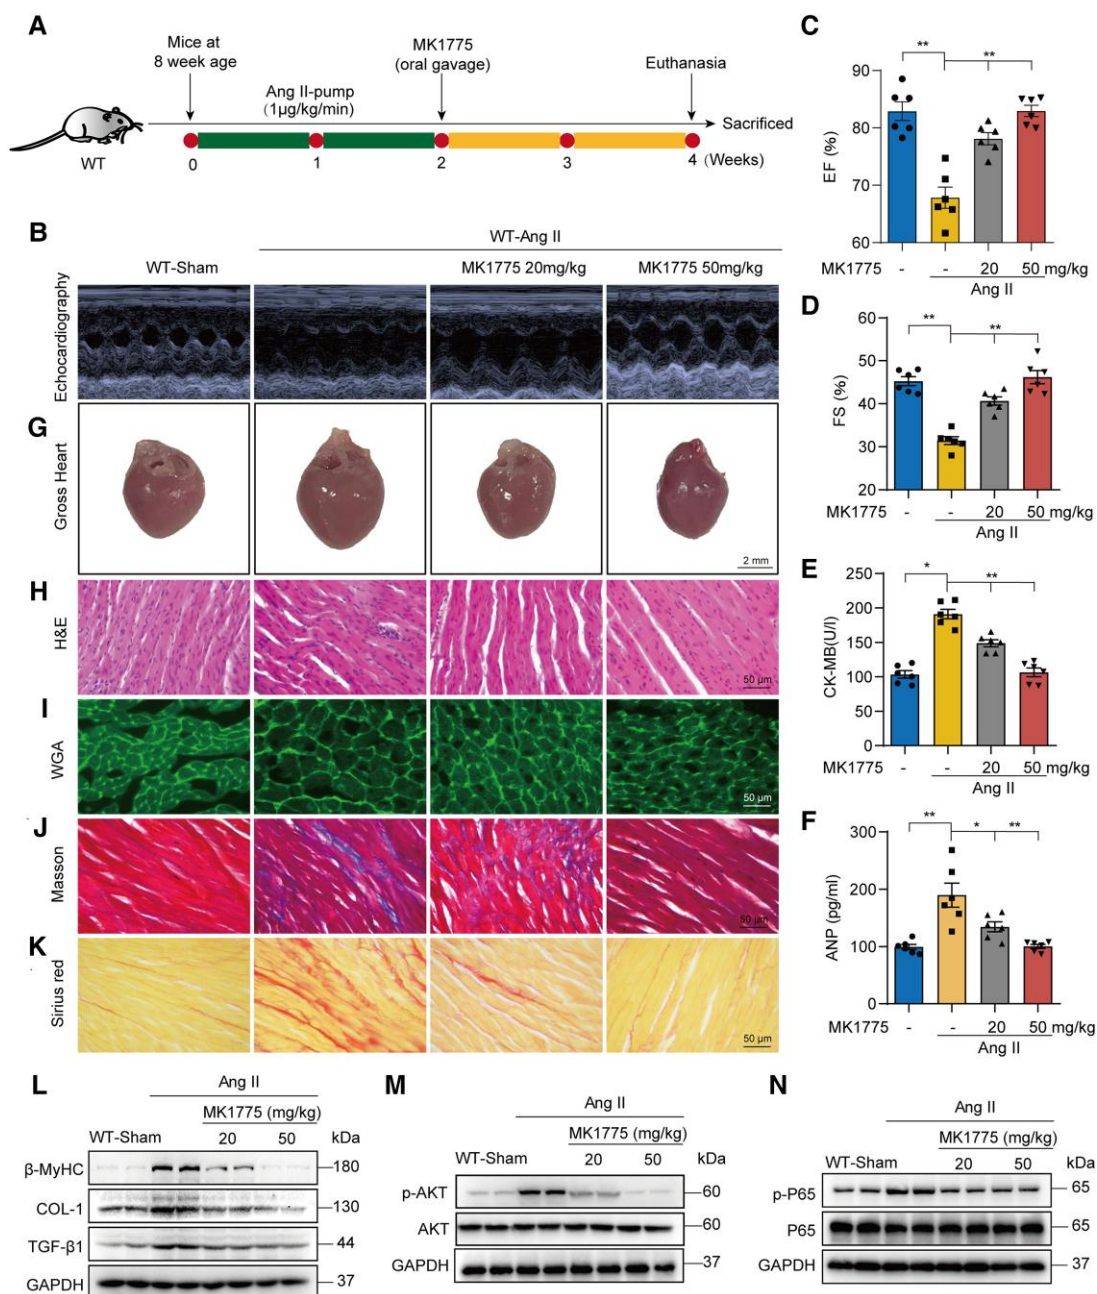 A
Mice at
8 week age
MK1775
(oral gavage)
Euthanasia
Ang II-pump
(1μg/kg/min)
Sacrificed
WT
0 1 2 3 4 (Weeks)
B
WT-Ang II
WT-Sham MK1775 20mg/kg MK1775 50mg/kg
Echocardiography
G
Gross Heart
2 mm
H
H&E
50 μm
I
WGA
50 μm
J
Masson
50 μm
K
Sirius red
50 μm
C
** **
90
80
70
60
EF (%)
MK1775 - - 20 50 mg/kg
Ang II
D
** **
60
50
40
30
20
FS (%)
MK1775 - - 20 50 mg/kg
Ang II
E
* **
250
200
150
100
50
0
CK-MB(U/l)
MK1775 - - 20 50 mg/kg
Ang II
F
** * **
300
200
100
0
ANP (pg/ml)
MK1775 - - 20 50 mg/kg
Ang II
L
Ang II
MK1775 (mg/kg)
WT-Sham 20 50 kDa
β-MyHC 180
COL-1 130
TGF-β1 44
GAPDH 37
M
Ang II
MK1775 (mg/kg)
WT-Sham 20 50 kDa
p-AKT 60
AKT 60
GAPDH 37
N
Ang II
MK1775 (mg/kg)
WT-Sham 20 50 kDa
p-P65 65
P65 65
GAPDH 37